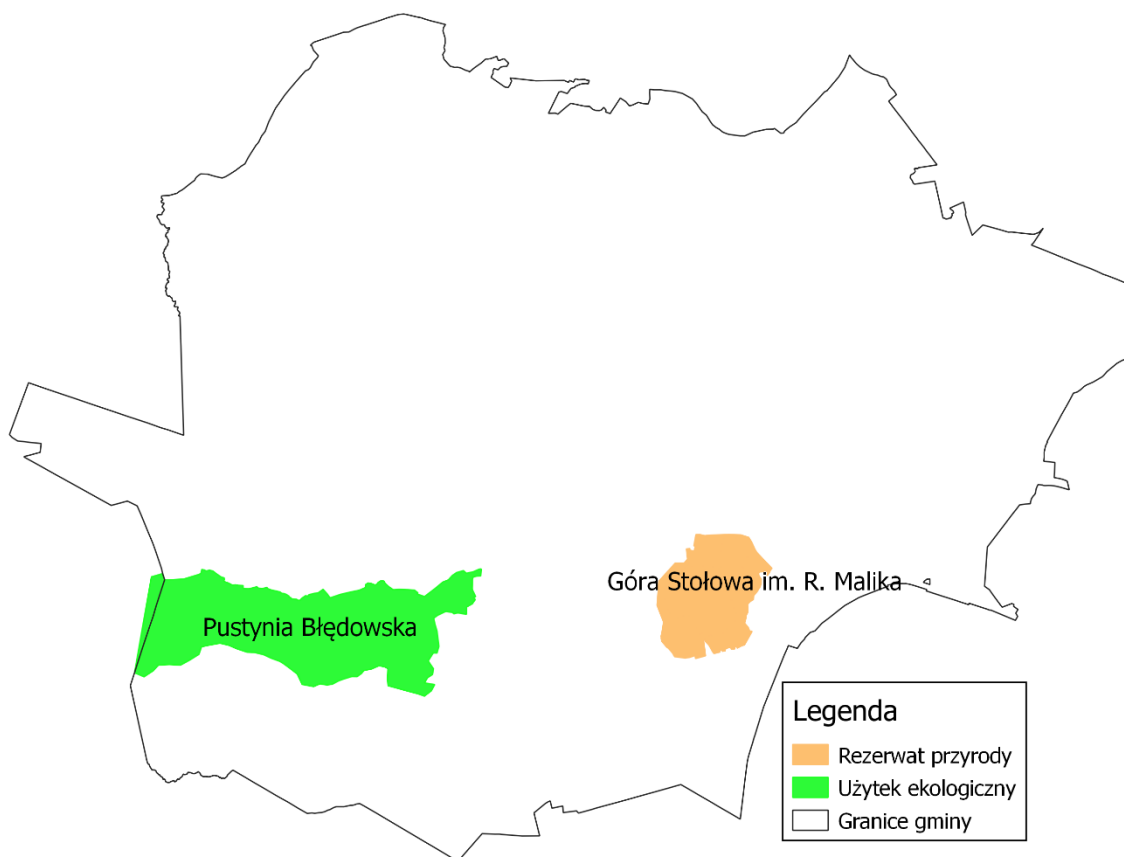 Góra Stołowa im. R. Malika
Pustynia Błędowska
Legenda
Rezerwat przyrody
Użytek ekologiczny
Granice gminy